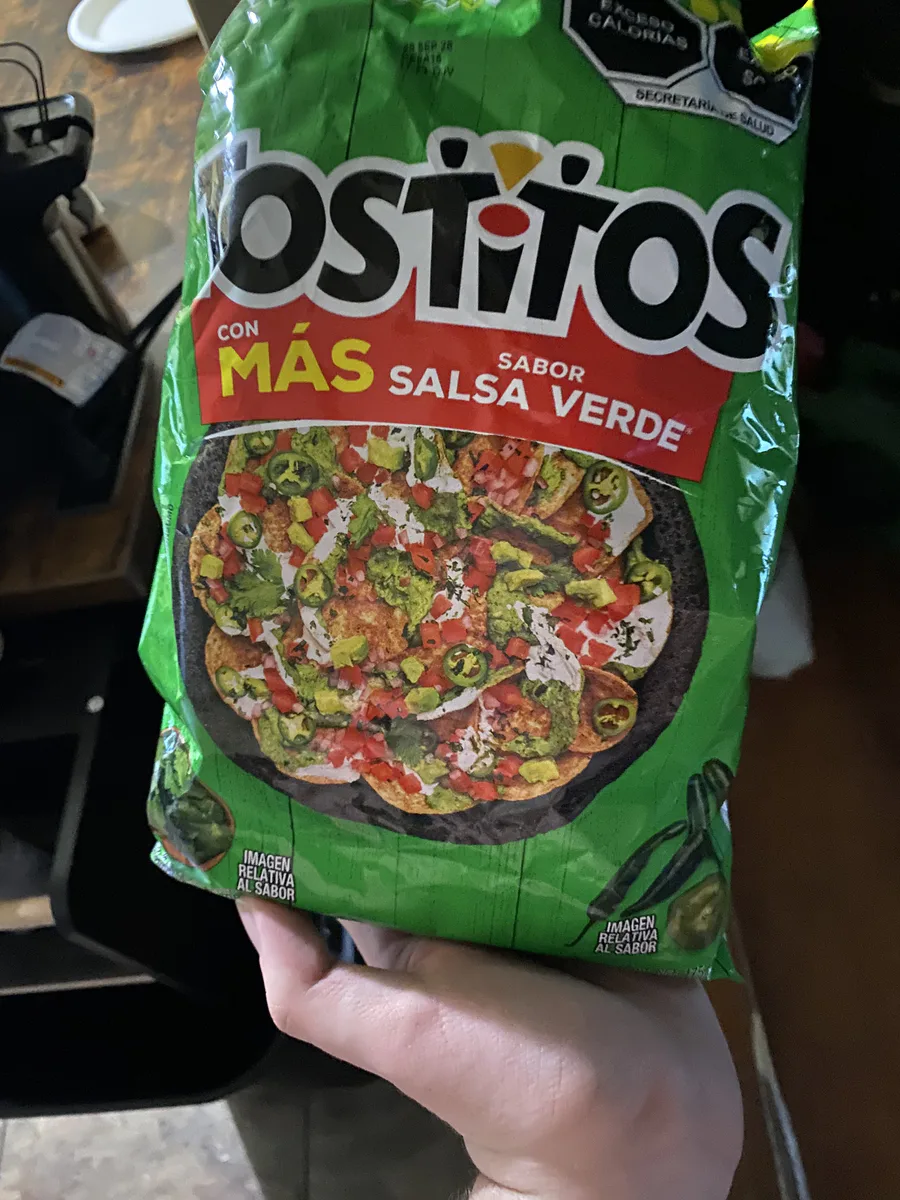 EXCESO
CALORÍAS
SECRETARÍA DE SALUD
TOSTITOS
CON
MÁS SABOR
SALSA VERDE
IMAGEN
RELATIVA
AL SABOR
IMAGEN
RELATIVA
AL SABOR